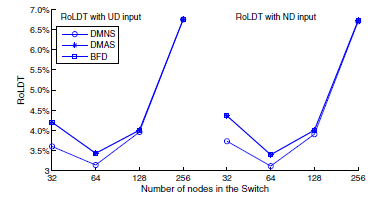 RoLDT with UD input
RoLDT with ND input
DMNS
DMAS
BFD
7.0%
6.5%
6.0%
5.5%
5.0%
4.5%
4.0%
3.5%
3
RoLDT
32 64 128 256 32 64 128 256
Number of nodes in the Switch